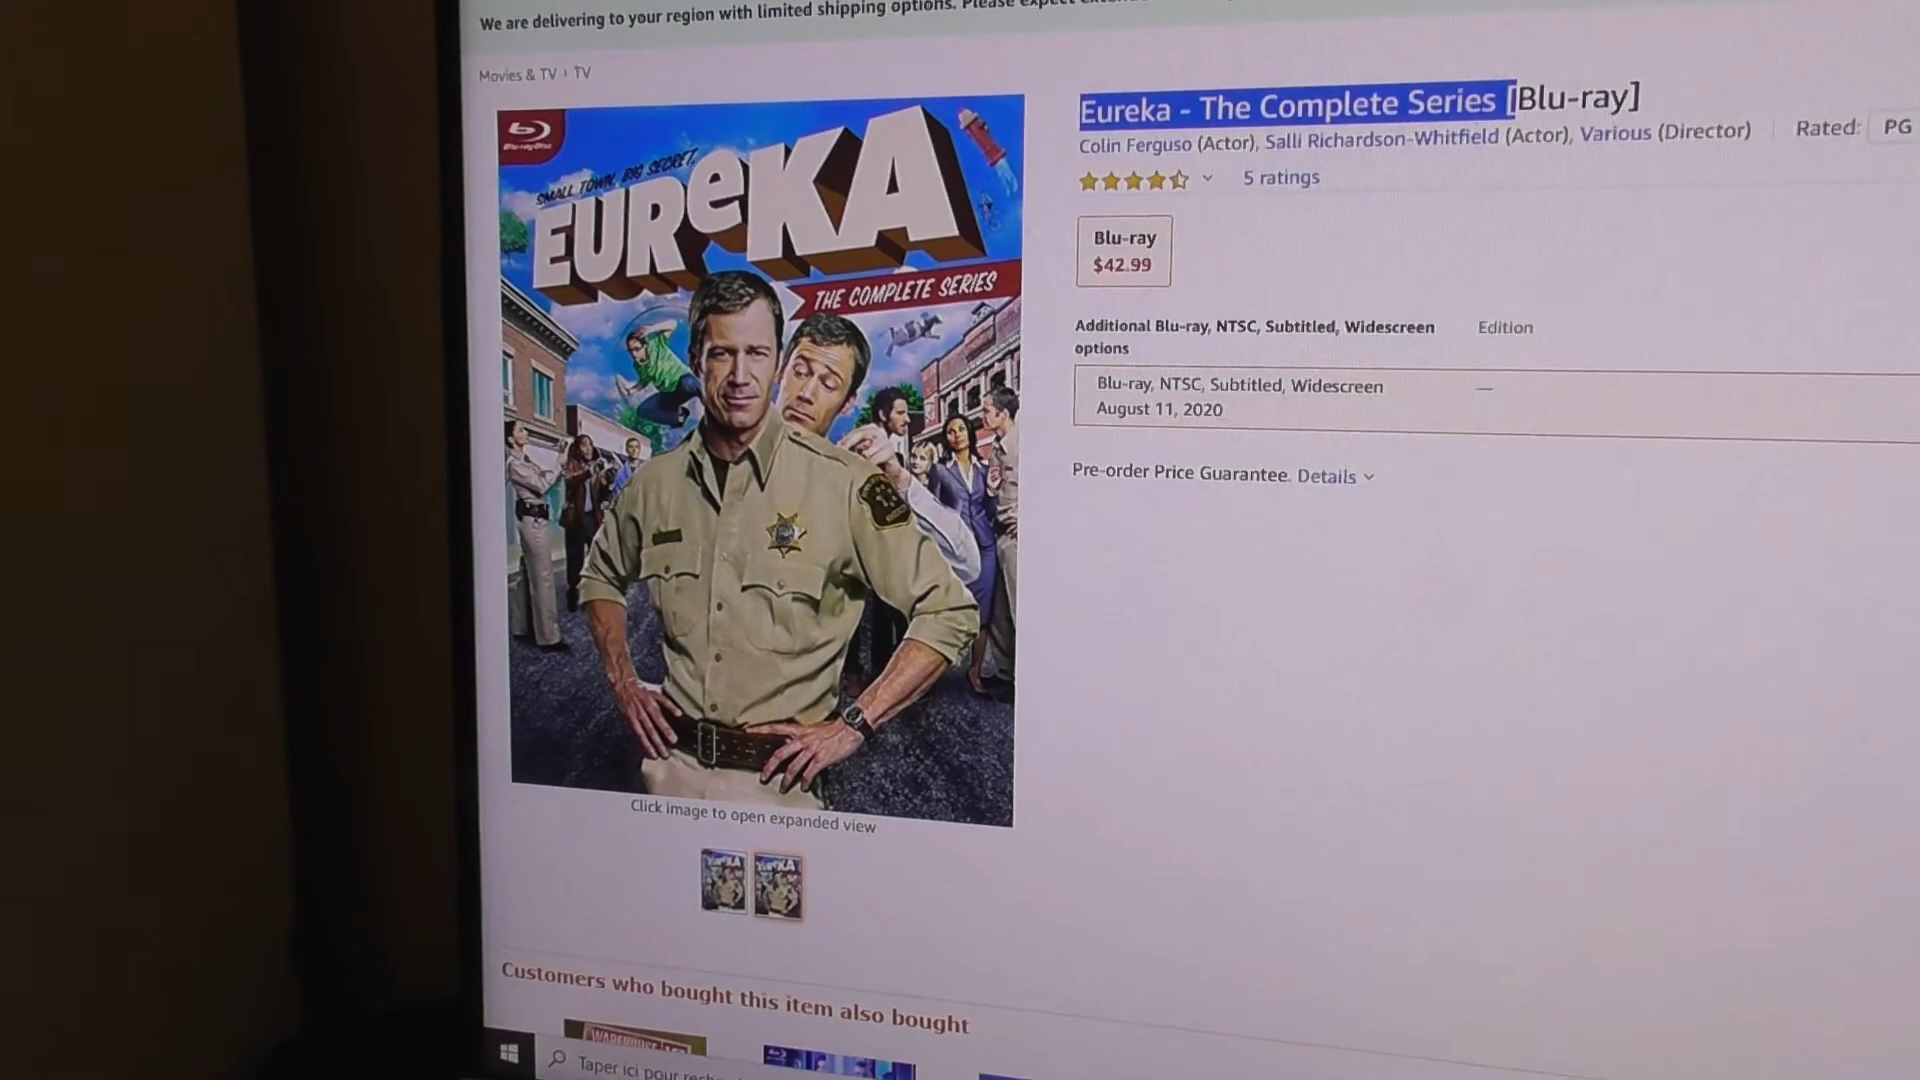 We are delivering to your region with limited shipping options. Please
Movies & TV › TV
Eureka - The Complete Series [Blu-ray]
Colin Ferguso (Actor), Salli Richardson-Whitfield (Actor), Various (Director)
Rated: PG
5 ratings
Blu-ray
$42.99
Additional Blu-ray, NTSC, Subtitled, Widescreen options
Edition
Blu-ray, NTSC, Subtitled, Widescreen
—
August 11, 2020
Pre-order Price Guarantee. Details
Blu-ray Disc
SMALL TOWN. BIG SECRET.
EUReKA
THE COMPLETE SERIES
Click image to open expanded view
Customers who bought this item also bought
Taper ici pour